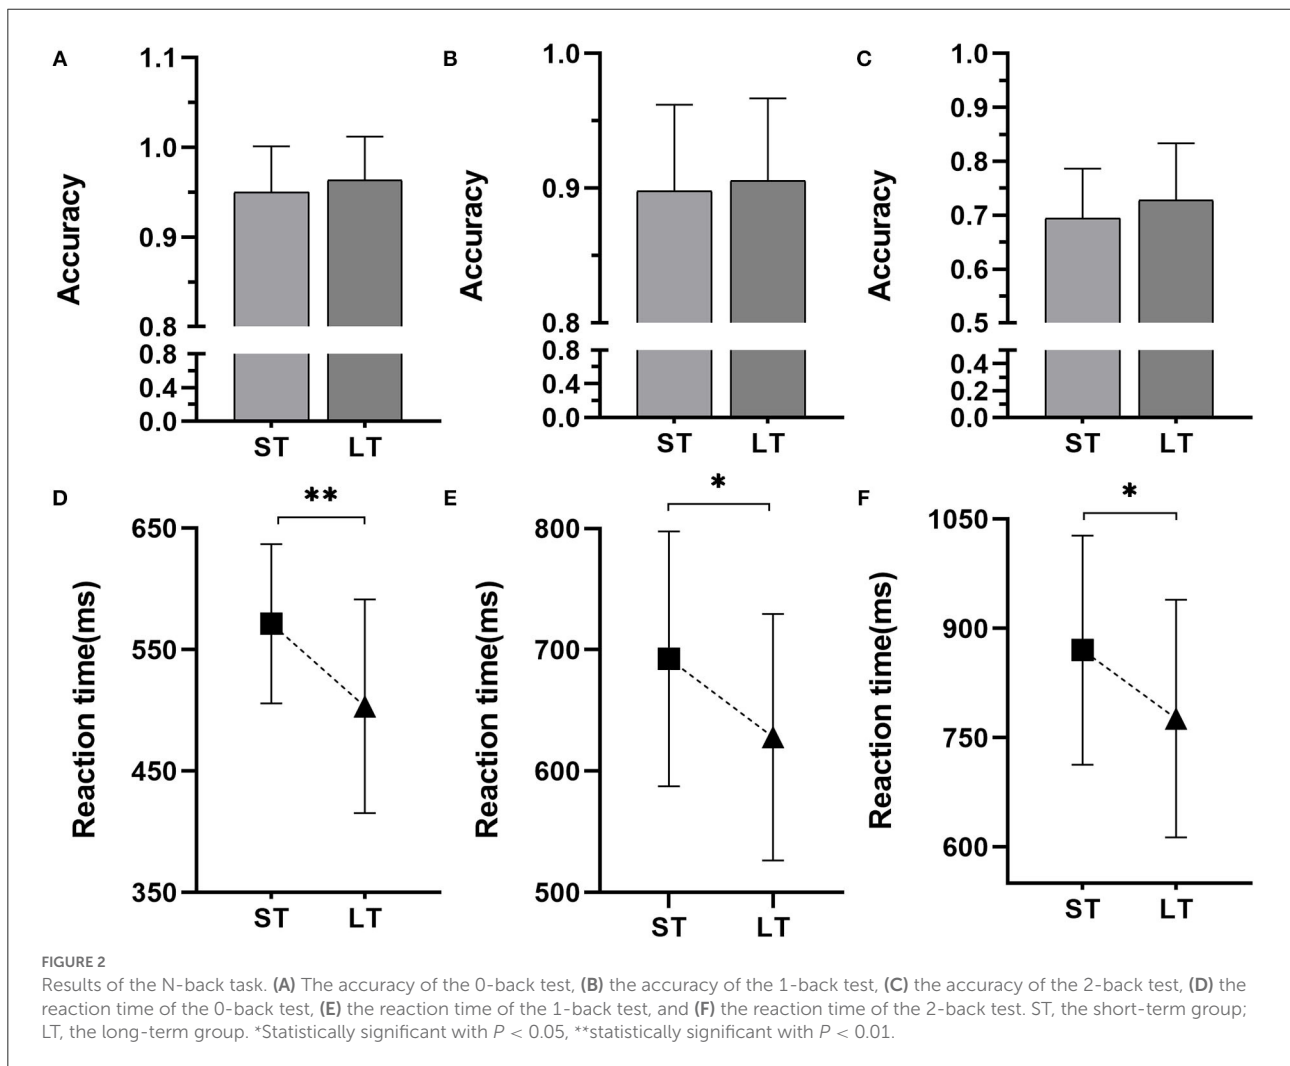 A
1.1
1.0
0.9
0.8
0.8
0.4
0.0
Accuracy
ST LT
B
1.0
0.9
0.8
0.8
0.4
0.0
Accuracy
ST LT
C
1.0
0.9
0.8
0.7
0.6
0.5
0.4
0.2
0.0
Accuracy
ST LT
D
**
650
550
450
350
Reaction time(ms)
ST LT
E
*
800
700
600
500
Reaction time(ms)
ST LT
F
*
1050
900
750
600
Reaction time(ms)
ST LT
FIGURE 2
Results of the N-back task. (A) The accuracy of the 0-back test, (B) the accuracy of the 1-back test, (C) the accuracy of the 2-back test, (D) the
reaction time of the 0-back test, (E) the reaction time of the 1-back test, and (F) the reaction time of the 2-back test. ST, the short-term group;
LT, the long-term group. *Statistically significant with P < 0.05, **statistically significant with P < 0.01.